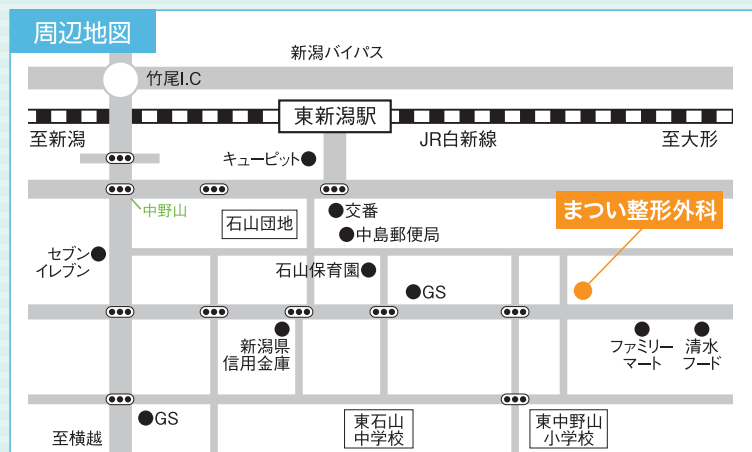 周辺地図
新潟バイパス
竹尾I.C
東新潟駅
至新潟
JR白新線
至大形
キューピット
中野山
石山団地
交番
まつい整形外科
中島郵便局
セブン
イレブン
石山保育園
GS
新潟県
信用金庫
ファミリー
マート
清水
フード
GS
至横越
東石山
中学校
東中野山
小学校